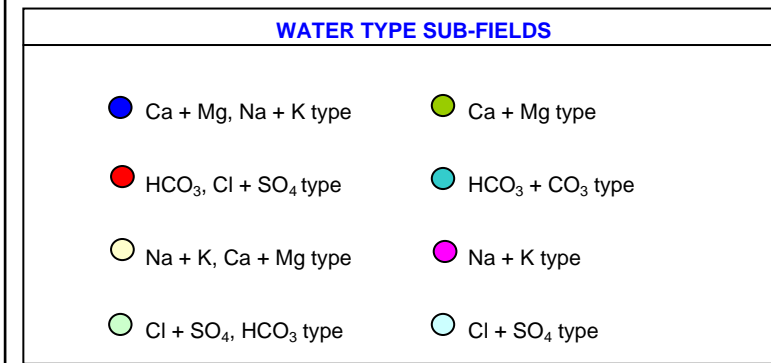 WATER TYPE SUB-FIELDS
Ca + Mg, Na + K type
Ca + Mg type
HCO₃, Cl + SO₄ type
HCO₃ + CO₃ type
Na + K, Ca + Mg type
Na + K type
Cl + SO₄, HCO₃ type
Cl + SO₄ type